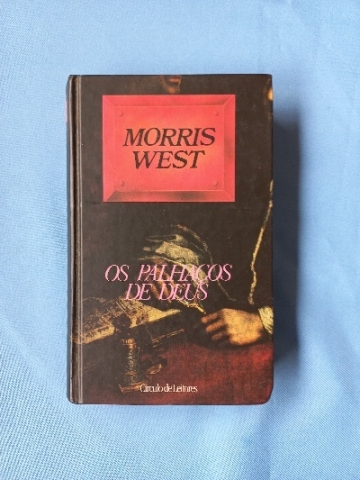 MORRIS
WEST
OS PALHAÇOS
DE DEUS
Círculo de Leitores